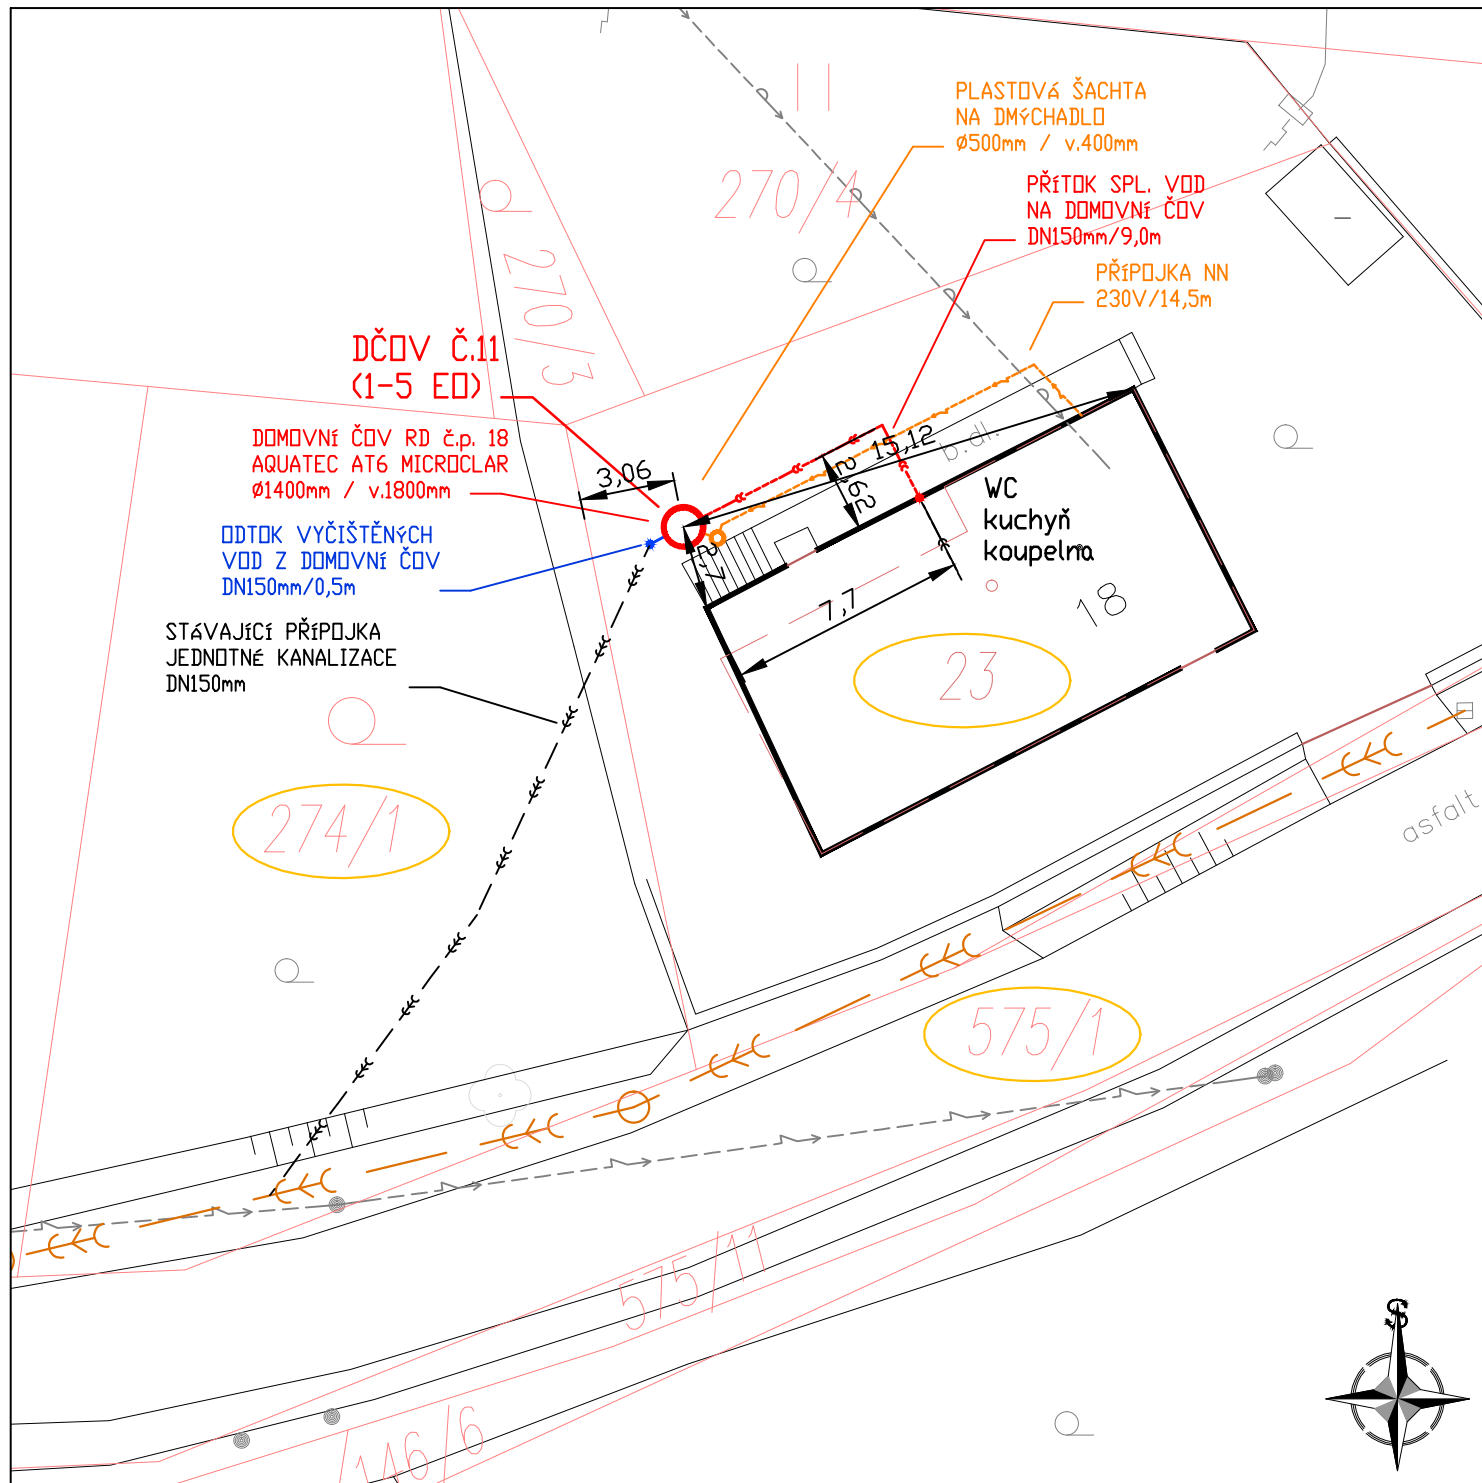 PLASTOVÁ ŠACHTA
NA DMÝCHADLO
Ø500mm / v.400mm
PŘÍTOK SPL. VOD
NA DOMOVNÍ ČOV
DN150mm/9,0m
PŘÍPOJKA NN
230V/14,5m
270/4
270/3
DČOV Č.11
(1-5 EO)
DOMOVNÍ ČOV RD č.p. 18
AQUATEC AT6 MICROCLAR
Ø1400mm / v.1800mm
ODTOK VYČIŠTĚNÝCH
VOD Z DOMOVNÍ ČOV
DN150mm/0,5m
STÁVAJÍCÍ PŘÍPOJKA
JEDNOTNÉ KANALIZACE
DN150mm
3,06
15,12
2,62
2,7
7,7
b. dl.
WC
kuchyň
koupelna
18
23
274/1
asfalt
575/1
575/11
146/6
S